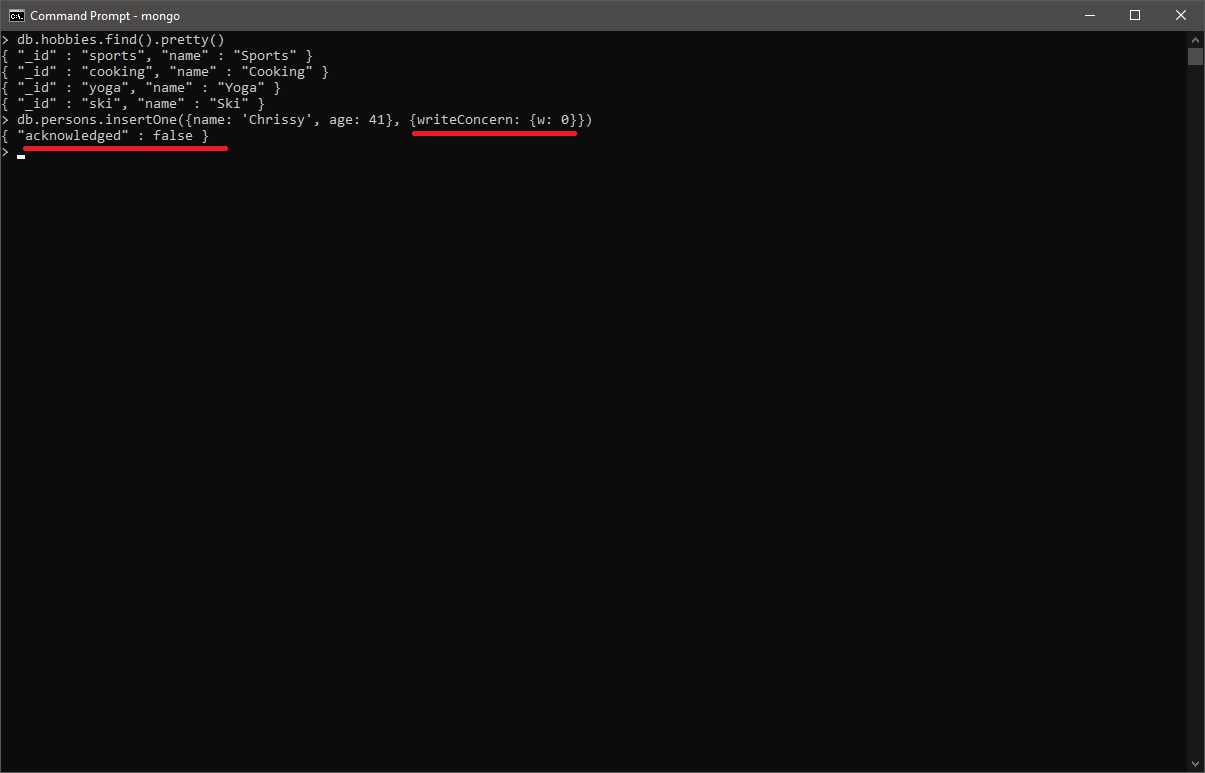 Command Prompt - mongo
> db.hobbies.find().pretty()
{ "_id" : "sports", "name" : "Sports" }
{ "_id" : "cooking", "name" : "Cooking" }
{ "_id" : "yoga", "name" : "Yoga" }
{ "_id" : "ski", "name" : "Ski" }
> db.persons.insertOne({name: 'Chrissy', age: 41}, {writeConcern: {w: 0}})
{ "acknowledged" : false }
>